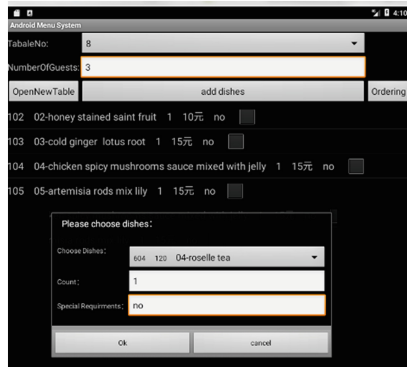 4:10
Android Menu System
TabaleNo: 8
NumberOfGuests: 3
OpenNewTable add dishes Ordering
102 02-honey stained saint fruit 1 10元 no
103 03-cold ginger lotus root 1 15元 no
104 04-chicken spicy mushrooms sauce mixed with jelly 1 15元 no
105 05-artemisia rods mix lily 1 15元 no
Please choose dishes:
Choose Dishes: 604 120 04-roselle tea
Count: 1
Special Requirments: no
Ok cancel